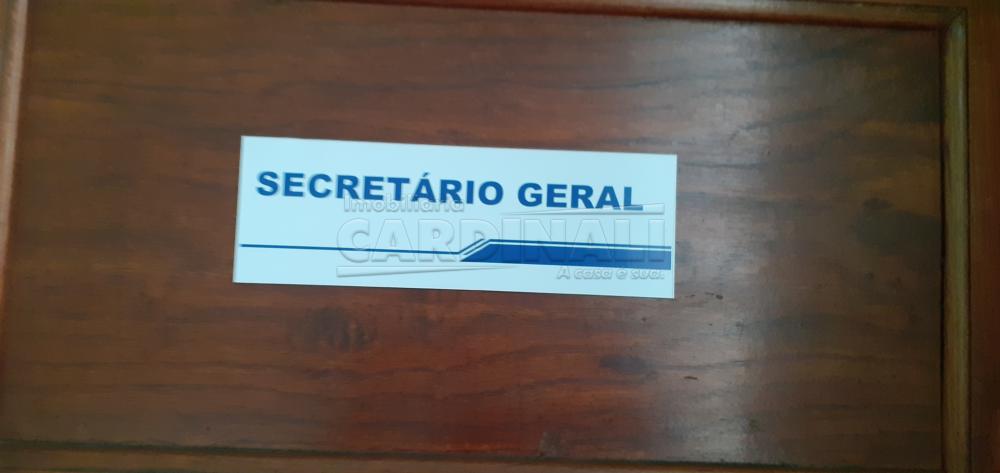 SECRETÁRIO GERAL
Imobiliária
CARDINALI
A casa é sua.